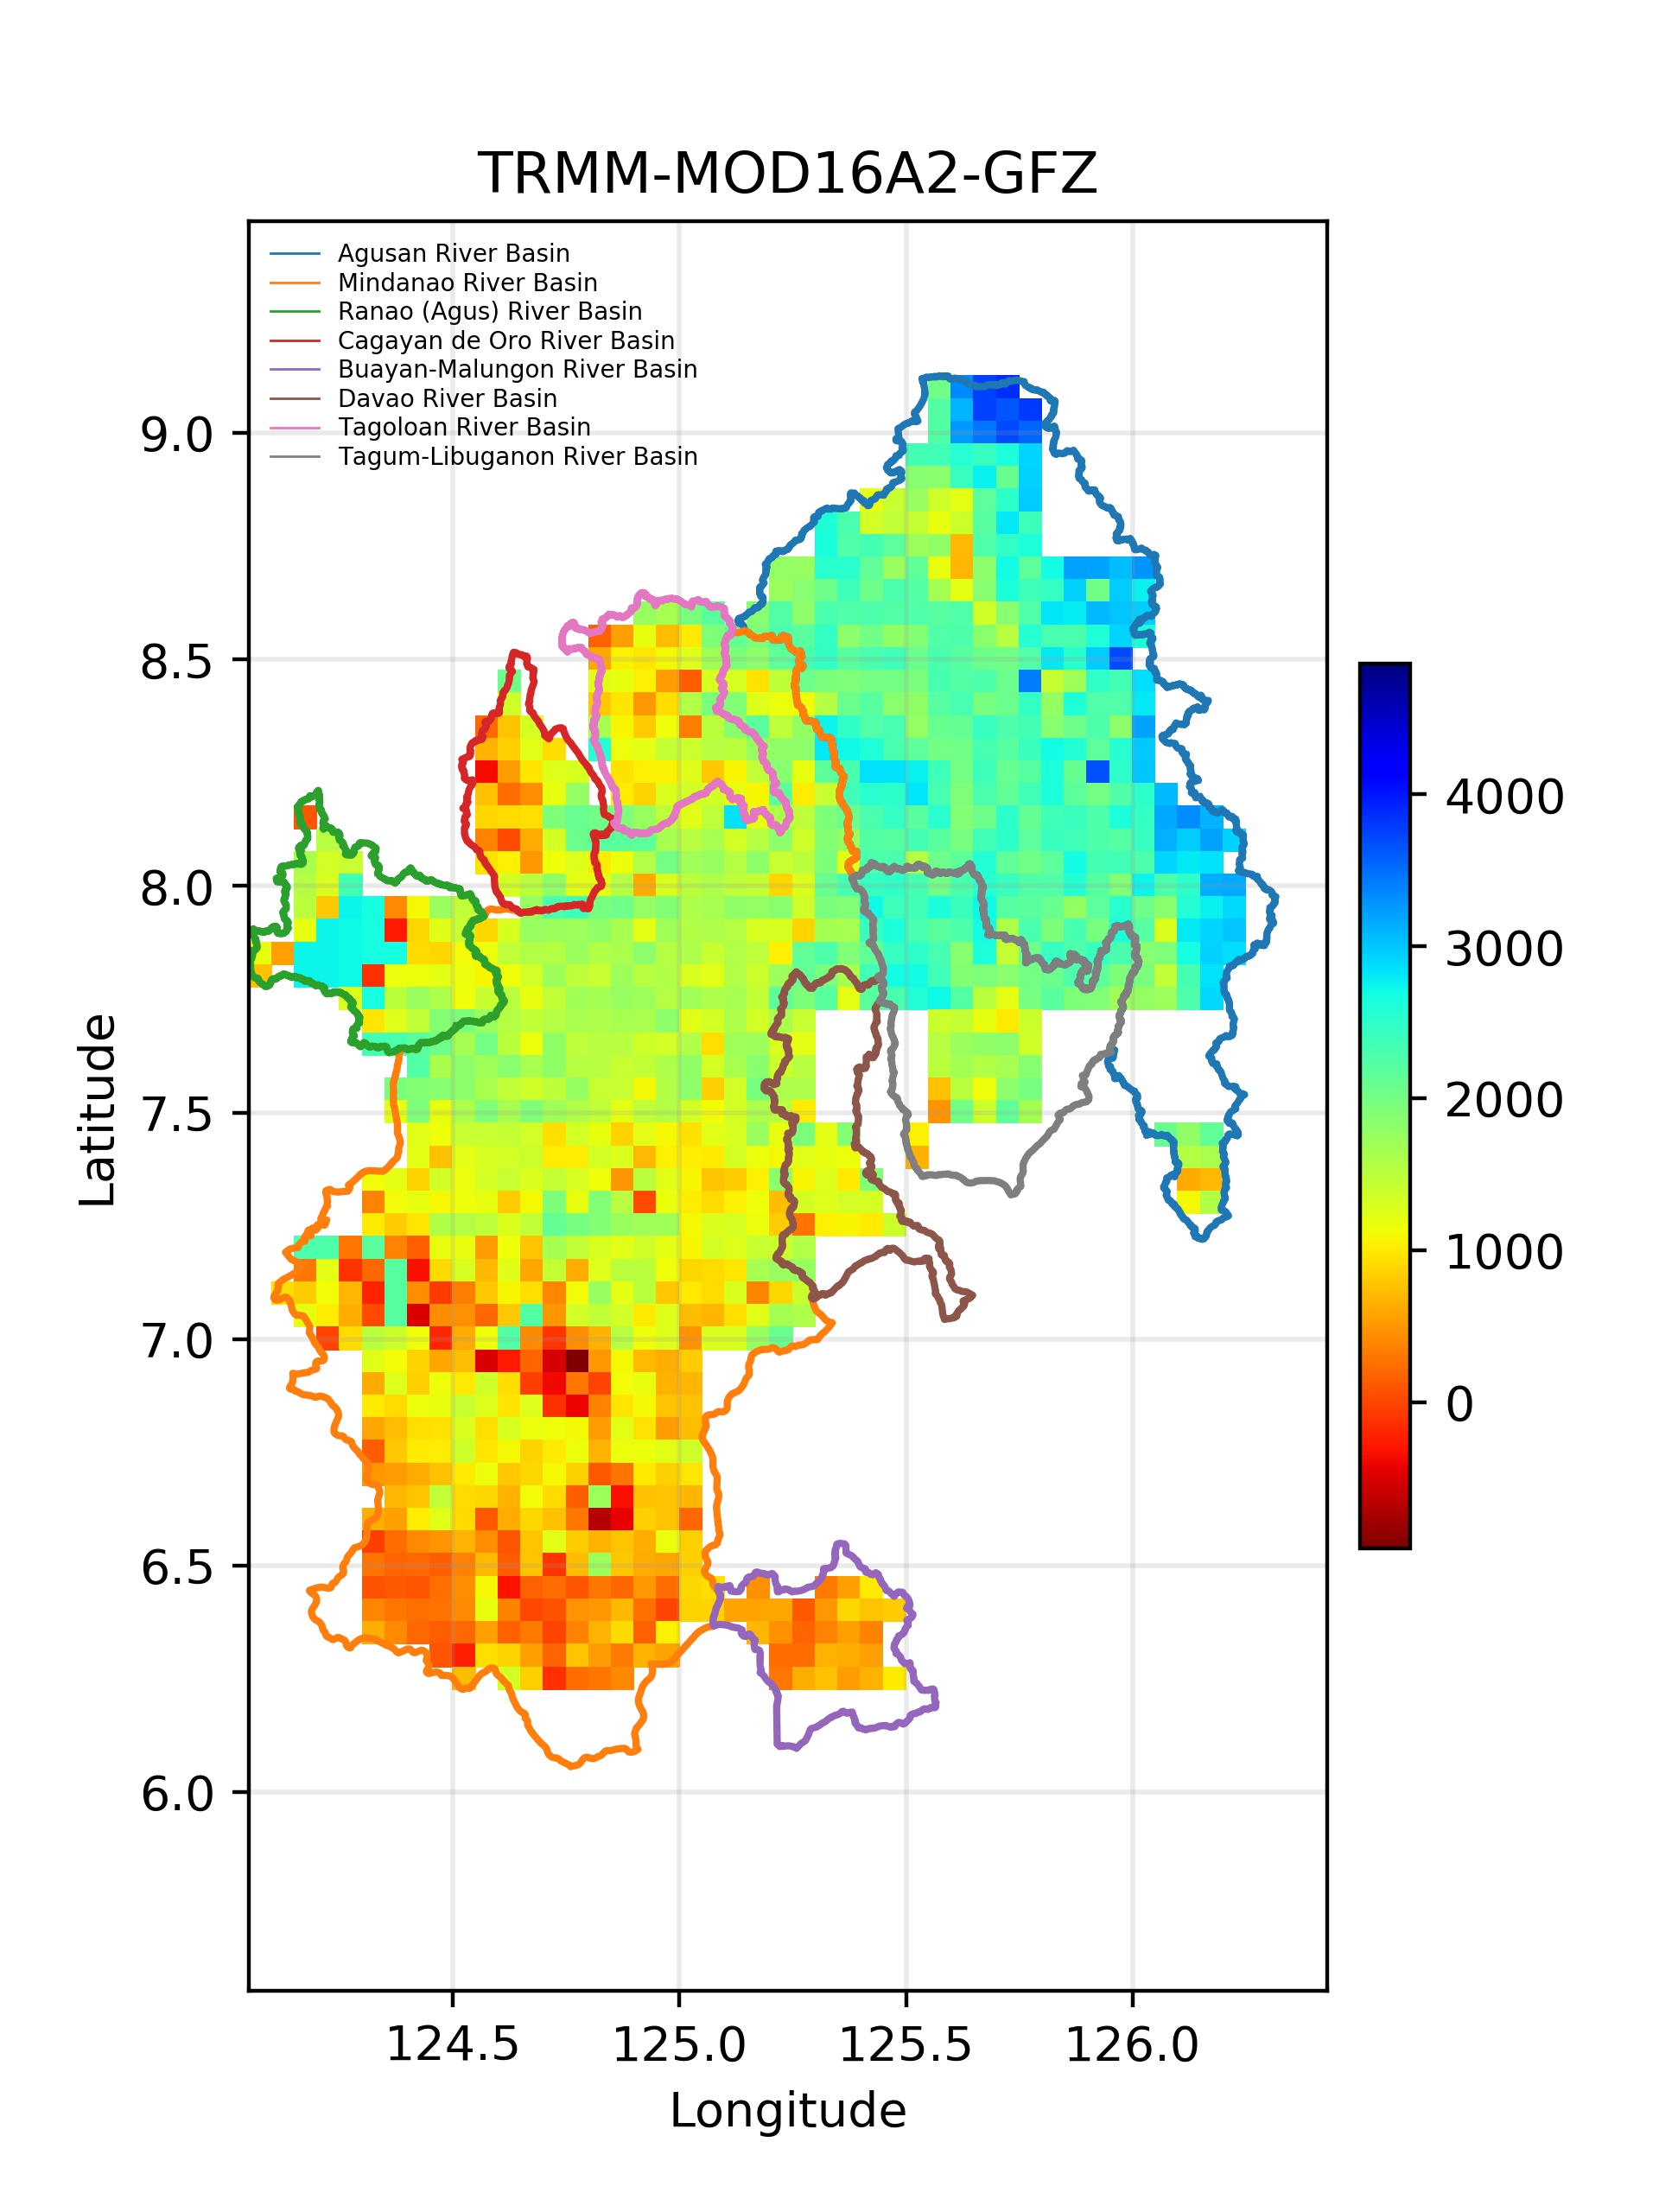 TRMM-MOD16A2-GFZ
Agusan River Basin
Mindanao River Basin
Ranao (Agus) River Basin
Cagayan de Oro River Basin
Buayan-Malungon River Basin
Davao River Basin
Tagoloan River Basin
Tagum-Libuganon River Basin
9.0
8.5
8.0
7.5
7.0
6.5
6.0
Latitude
4000
3000
2000
1000
0
124.5 125.0 125.5 126.0
Longitude